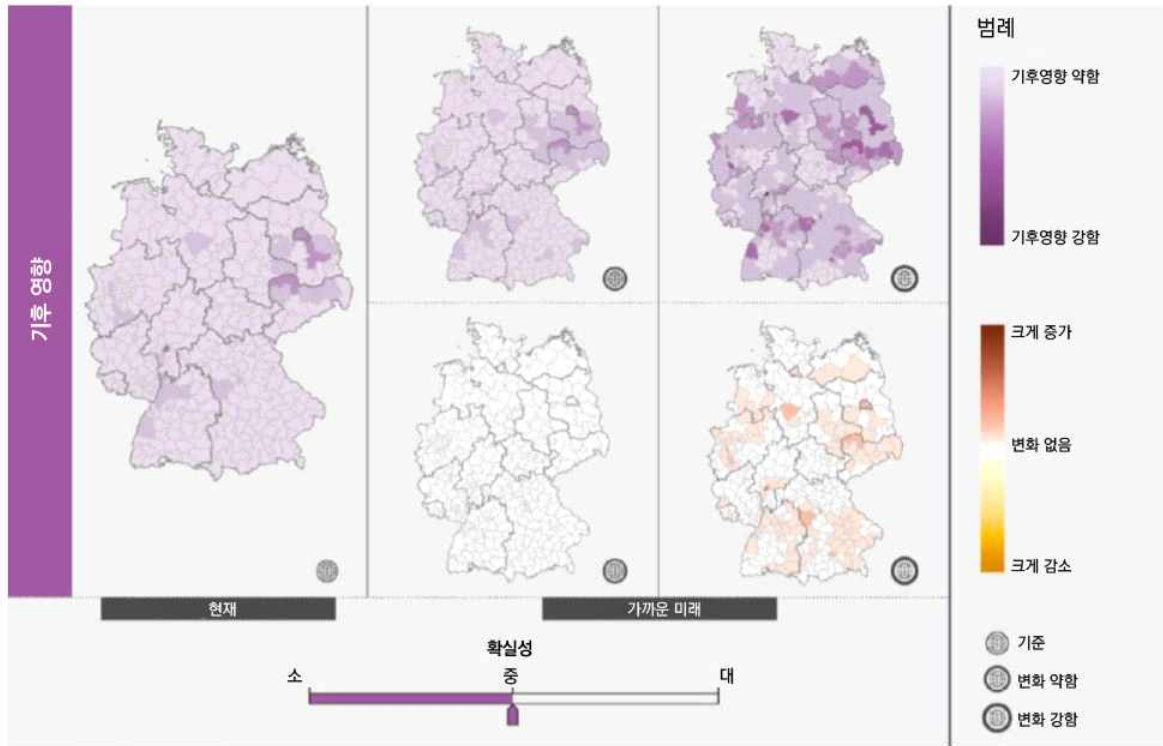 기후 영향
범례
기후영향 약함
기후영향 강함
크게 증가
변화 없음
크게 감소
현재
가까운 미래
확실성
소
중
대
기준
변화 약함
변화 강함